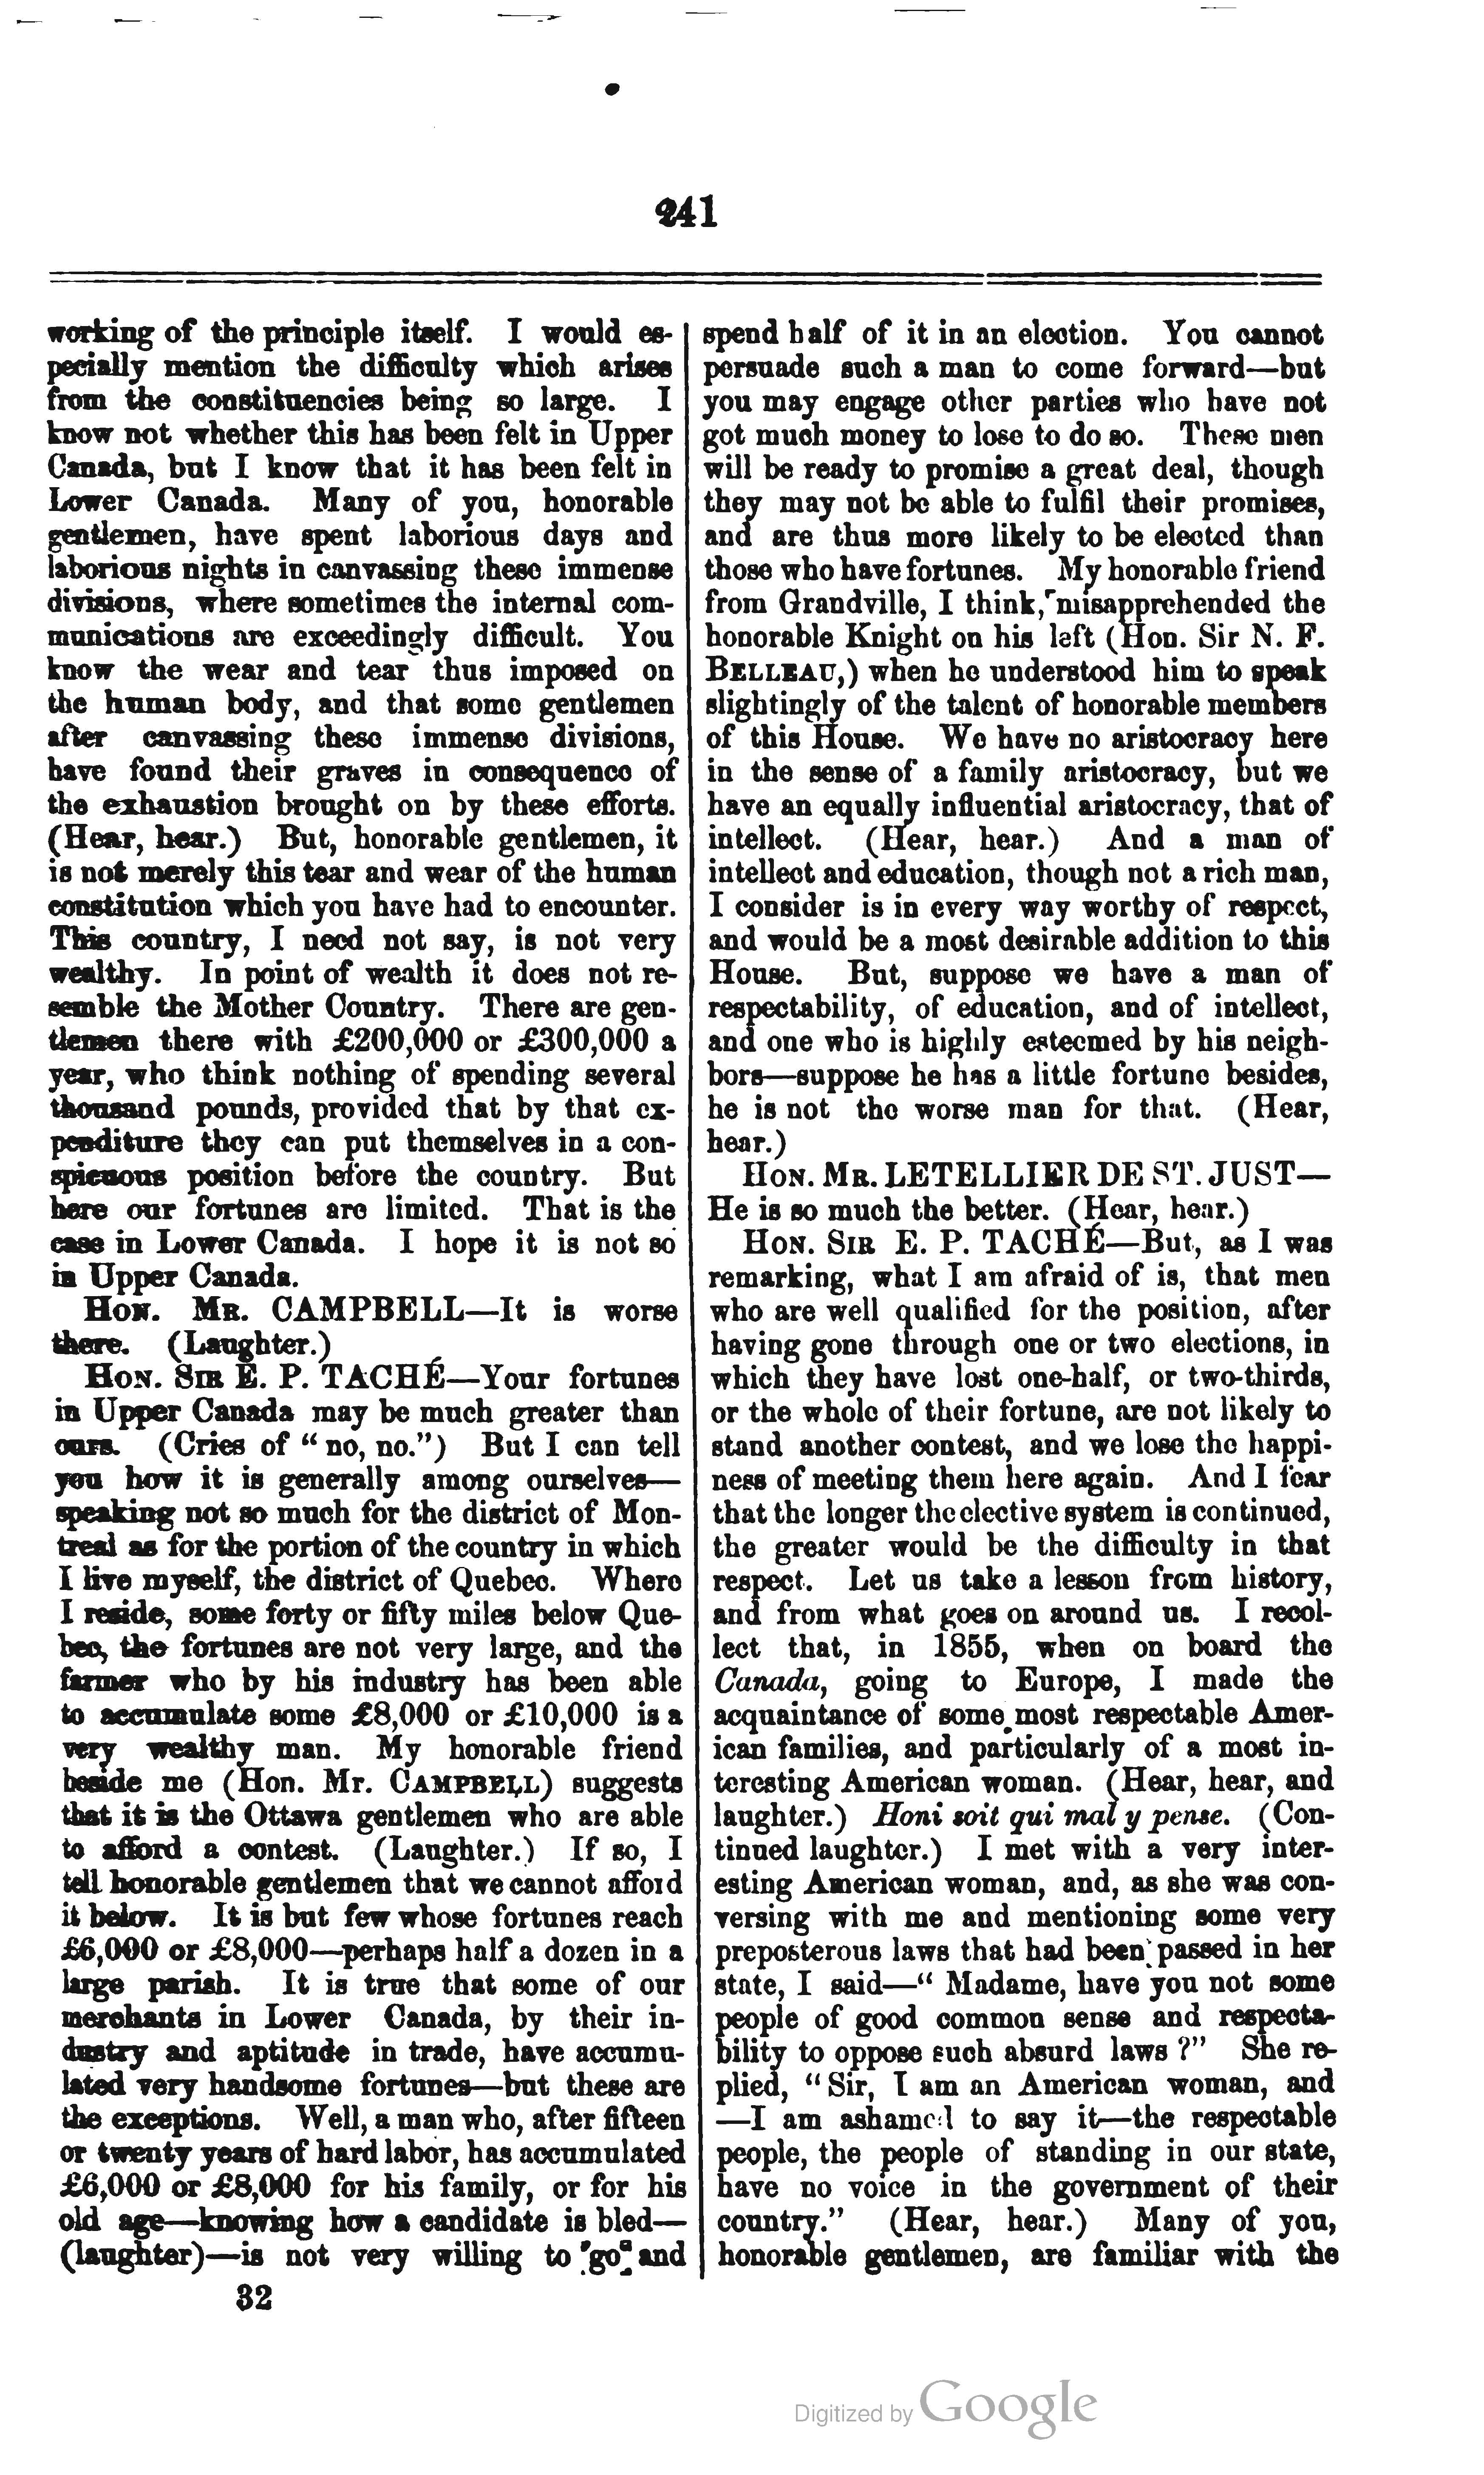 241
working of the principle itself. I would es-
pecially mention the difficulty which arises
from the constituencies being so large. I
know not whether this has been felt in Upper
Canada, but I know that it has been felt in
Lower Canada. Many of you, honorable
gentlemen, have spent laborious days and
laborious nights in canvassing these immense
divisions, where sometimes the internal com-
munications are exceedingly difficult. You
know the wear and tear thus imposed on
the human body, and that some gentlemen
after canvassing these immense divisions,
have found their graves in consequence of
the exhaustion brought on by these efforts.
(Hear, hear.) But, honorable gentlemen, it
is not merely this tear and wear of the human
constitution which you have had to encounter.
This country, I need not say, is not very
wealthy. In point of wealth it does not re-
semble the Mother Country. There are gen-
tlemen there with £200,000 or £300,000 a
year, who think nothing of spending several
thousand pounds, provided that by that ex-
penditure they can put themselves in a con-
spicuous position before the country. But
here our fortunes are limited. That is the
case in Lower Canada. I hope it is not so
in Upper Canada.
HON. MR. CAMPBELL—It is worse
there. (Laughter.)
HON. SIR E. P. TACHÉ—Your fortunes
in Upper Canada may be much greater than
ours. (Cries of "no, no.") But I can tell
you how it is generally among ourselves—
speaking not so much for the district of Mon-
treal as for the portion of the country in which
I live myself, the district of Quebec. Where
I reside, some forty or fifty miles below Que-
bec, the fortunes are not very large, and the
farmer who by his industry has been able
to accumulate some £8,000 or £10,000 is a
very wealthy man. My honorable friend
beside me (Hon. Mr. CAMPBELL) suggests
that it is the Ottawa gentlemen who are able
to afford a contest. (Laughter.) If so, I
tell honorable gentlemen that we cannot afford
it below. It is but few whose fortunes reach
£6,000 or £8,000—perhaps half a dozen in a
large parish. It is true that some of our
merchants in Lower Canada, by their in-
dustry and aptitude in trade, have accumu-
lated very handsome fortunes—but these are
the exceptions. Well, a man who, after fifteen
or twenty years of hard labor, has accumulated
£6,000 or £8,000 for his family, or for his
old age—knowing how a candidate is bled—
(laughter)—is not very willing to go and
32
spend half of it in an election. You cannot
persuade such a man to come forward—but
you may engage other parties who have not
got much money to lose to do so. These men
will be ready to promise a great deal, though
they may not be able to fulfil their promises,
and are thus more likely to be elected than
those who have fortunes. My honorable friend
from Grandville, I think, misapprehended the
honorable Knight on his left (Hon. Sir N. F.
BELLEAU,) when he understood him to speak
slightingly of the talent of honorable members
of this House. We have no aristocracy here
in the sense of a family aristocracy, but we
have an equally influential aristocracy, that of
intellect. (Hear, hear.) And a man of
intellect and education, though not a rich man,
I consider is in every way worthy of respect,
and would be a most desirable addition to this
House. But, suppose we have a man of
respectability, of education, and of intellect,
and one who is highly esteemed by his neigh-
bors—suppose he has a little fortune besides,
he is not the worse man for that. (Hear,
hear.)
HON. MR. LETELLIER DE ST. JUST—
He is so much the better. (Hear, hear.)
HON. SIR E. P. TACHÉ—But, as I was
remarking, what I am afraid of is, that men
who are well qualified for the position, after
having gone through one or two elections, in
which they have lost one-half, or two-thirds,
or the whole of their fortune, are not likely to
stand another contest, and we lose the happi-
ness of meeting them here again. And I fear
that the longer the elective system is continued,
the greater would be the difficulty in that
respect. Let us take a lesson from history,
and from what goes on around us. I recol-
lect that, in 1855, when on board the
Canada, going to Europe, I made the
acquaintance of some most respectable Amer-
ican families, and particularly of a most in-
teresting American woman. (Hear, hear, and
laughter.) Honi soit qui mal y pense. (Con-
tinued laughter.) I met with a very inter-
esting American woman, and, as she was con-
versing with me and mentioning some very
preposterous laws that had been passed in her
state, I said—"Madame, have you not some
people of good common sense and respecta-
bility to oppose such absurd laws?" She re-
plied, "Sir, I am an American woman, and
—I am ashamed to say it—the respectable
people, the people of standing in our state,
have no voice in the government of their
country." (Hear, hear.) Many of you,
honorable gentlemen, are familiar with the
Digitized by Google